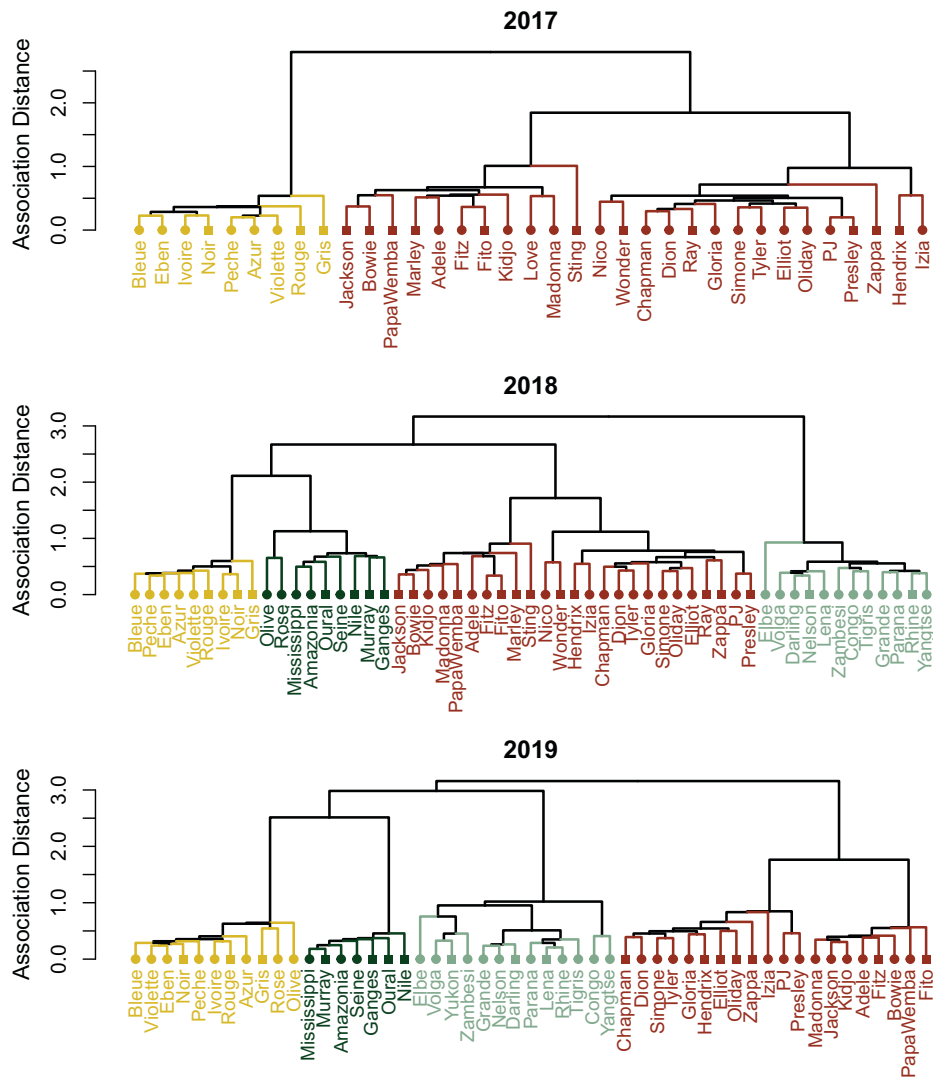 2017
Association Distance
0.0 1.0 2.0
Bleue Eben Ivoire Noir Peche Azur Violette Rouge Gris Jackson Bowie PapaWemba Marley Adele Fitz Fito Kidjo Love Madonna Sting Nico Wonder Chapman Dion Ray Gloria Simone Tyler Elliot Oliday PJ Presley Zappa Hendrix Izia
2018
Association Distance
0.0 1.0 2.0 3.0
Bleue Peche Eben Azur Violette Rouge Ivoire Noir Gris Olive Rose Mississippi Amazonia Oural Seine Nile Murray Ganges Jackson Bowie Kidjo Madonna PapaWemba Adele Fitz Fito Marley Sting Nico Wonder Hendrix Izia Chapman Dion Tyler Gloria Simone Oliday Elliot Ray Zappa PJ Presley Elbe Volga Darling Nelson Lena Zambesi Congo Tigris Grande Parana Rhine Yangtse
2019
Association Distance
0.0 1.0 2.0 3.0
Bleue Violette Eben Noir Peche Ivoire Rouge Azur Gris Rose Olive Mississippi Murray Amazonia Seine Ganges Oural Nile Elbe Volga Yukon Zambesi Grande Nelson Darling Parana Lena Rhine Tigris Congo Yangtse Chapman Dion Simone Tyler Gloria Hendrix Elliot Oliday Zappa Izia PJ Presley Madonna Jackson Kidjo Adele Fitz Bowie PapaWemba Fito